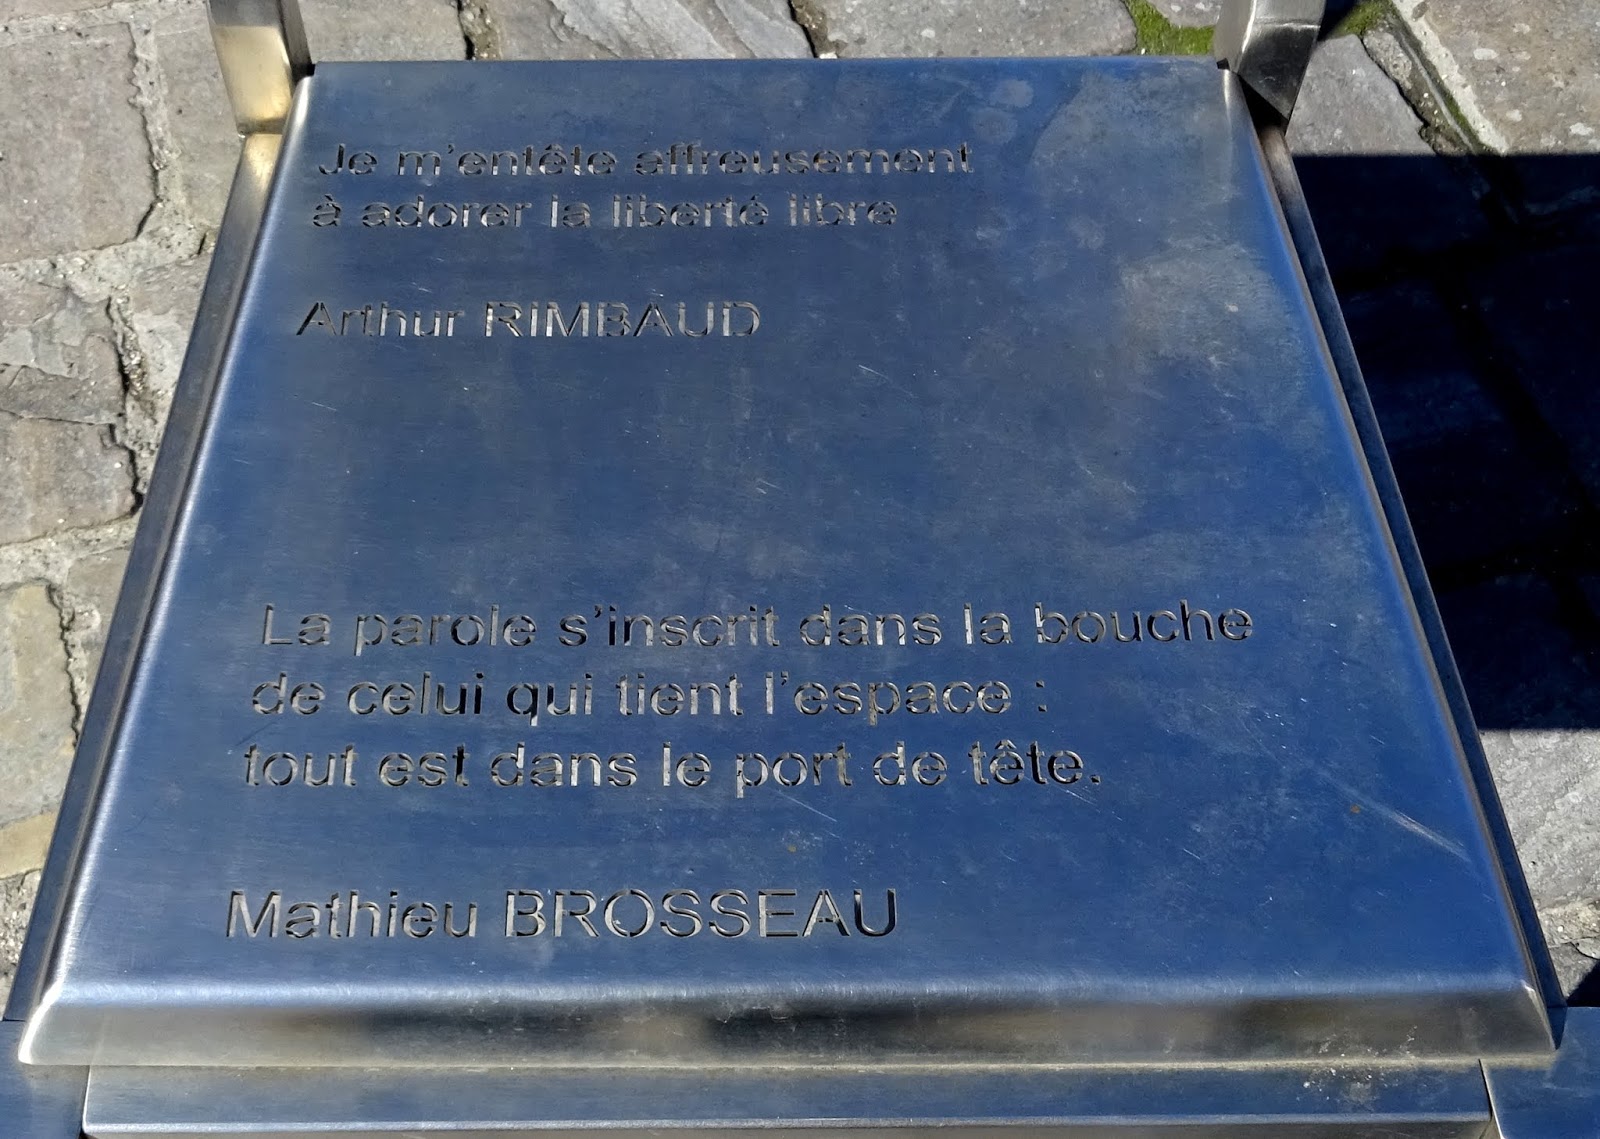 Je m'entête affreusement
à adorer la liberté libre
Arthur RIMBAUD
La parole s'inscrit dans la bouche
de celui qui tient l'espace :
tout est dans le port de tête.
Mathieu BROSSEAU